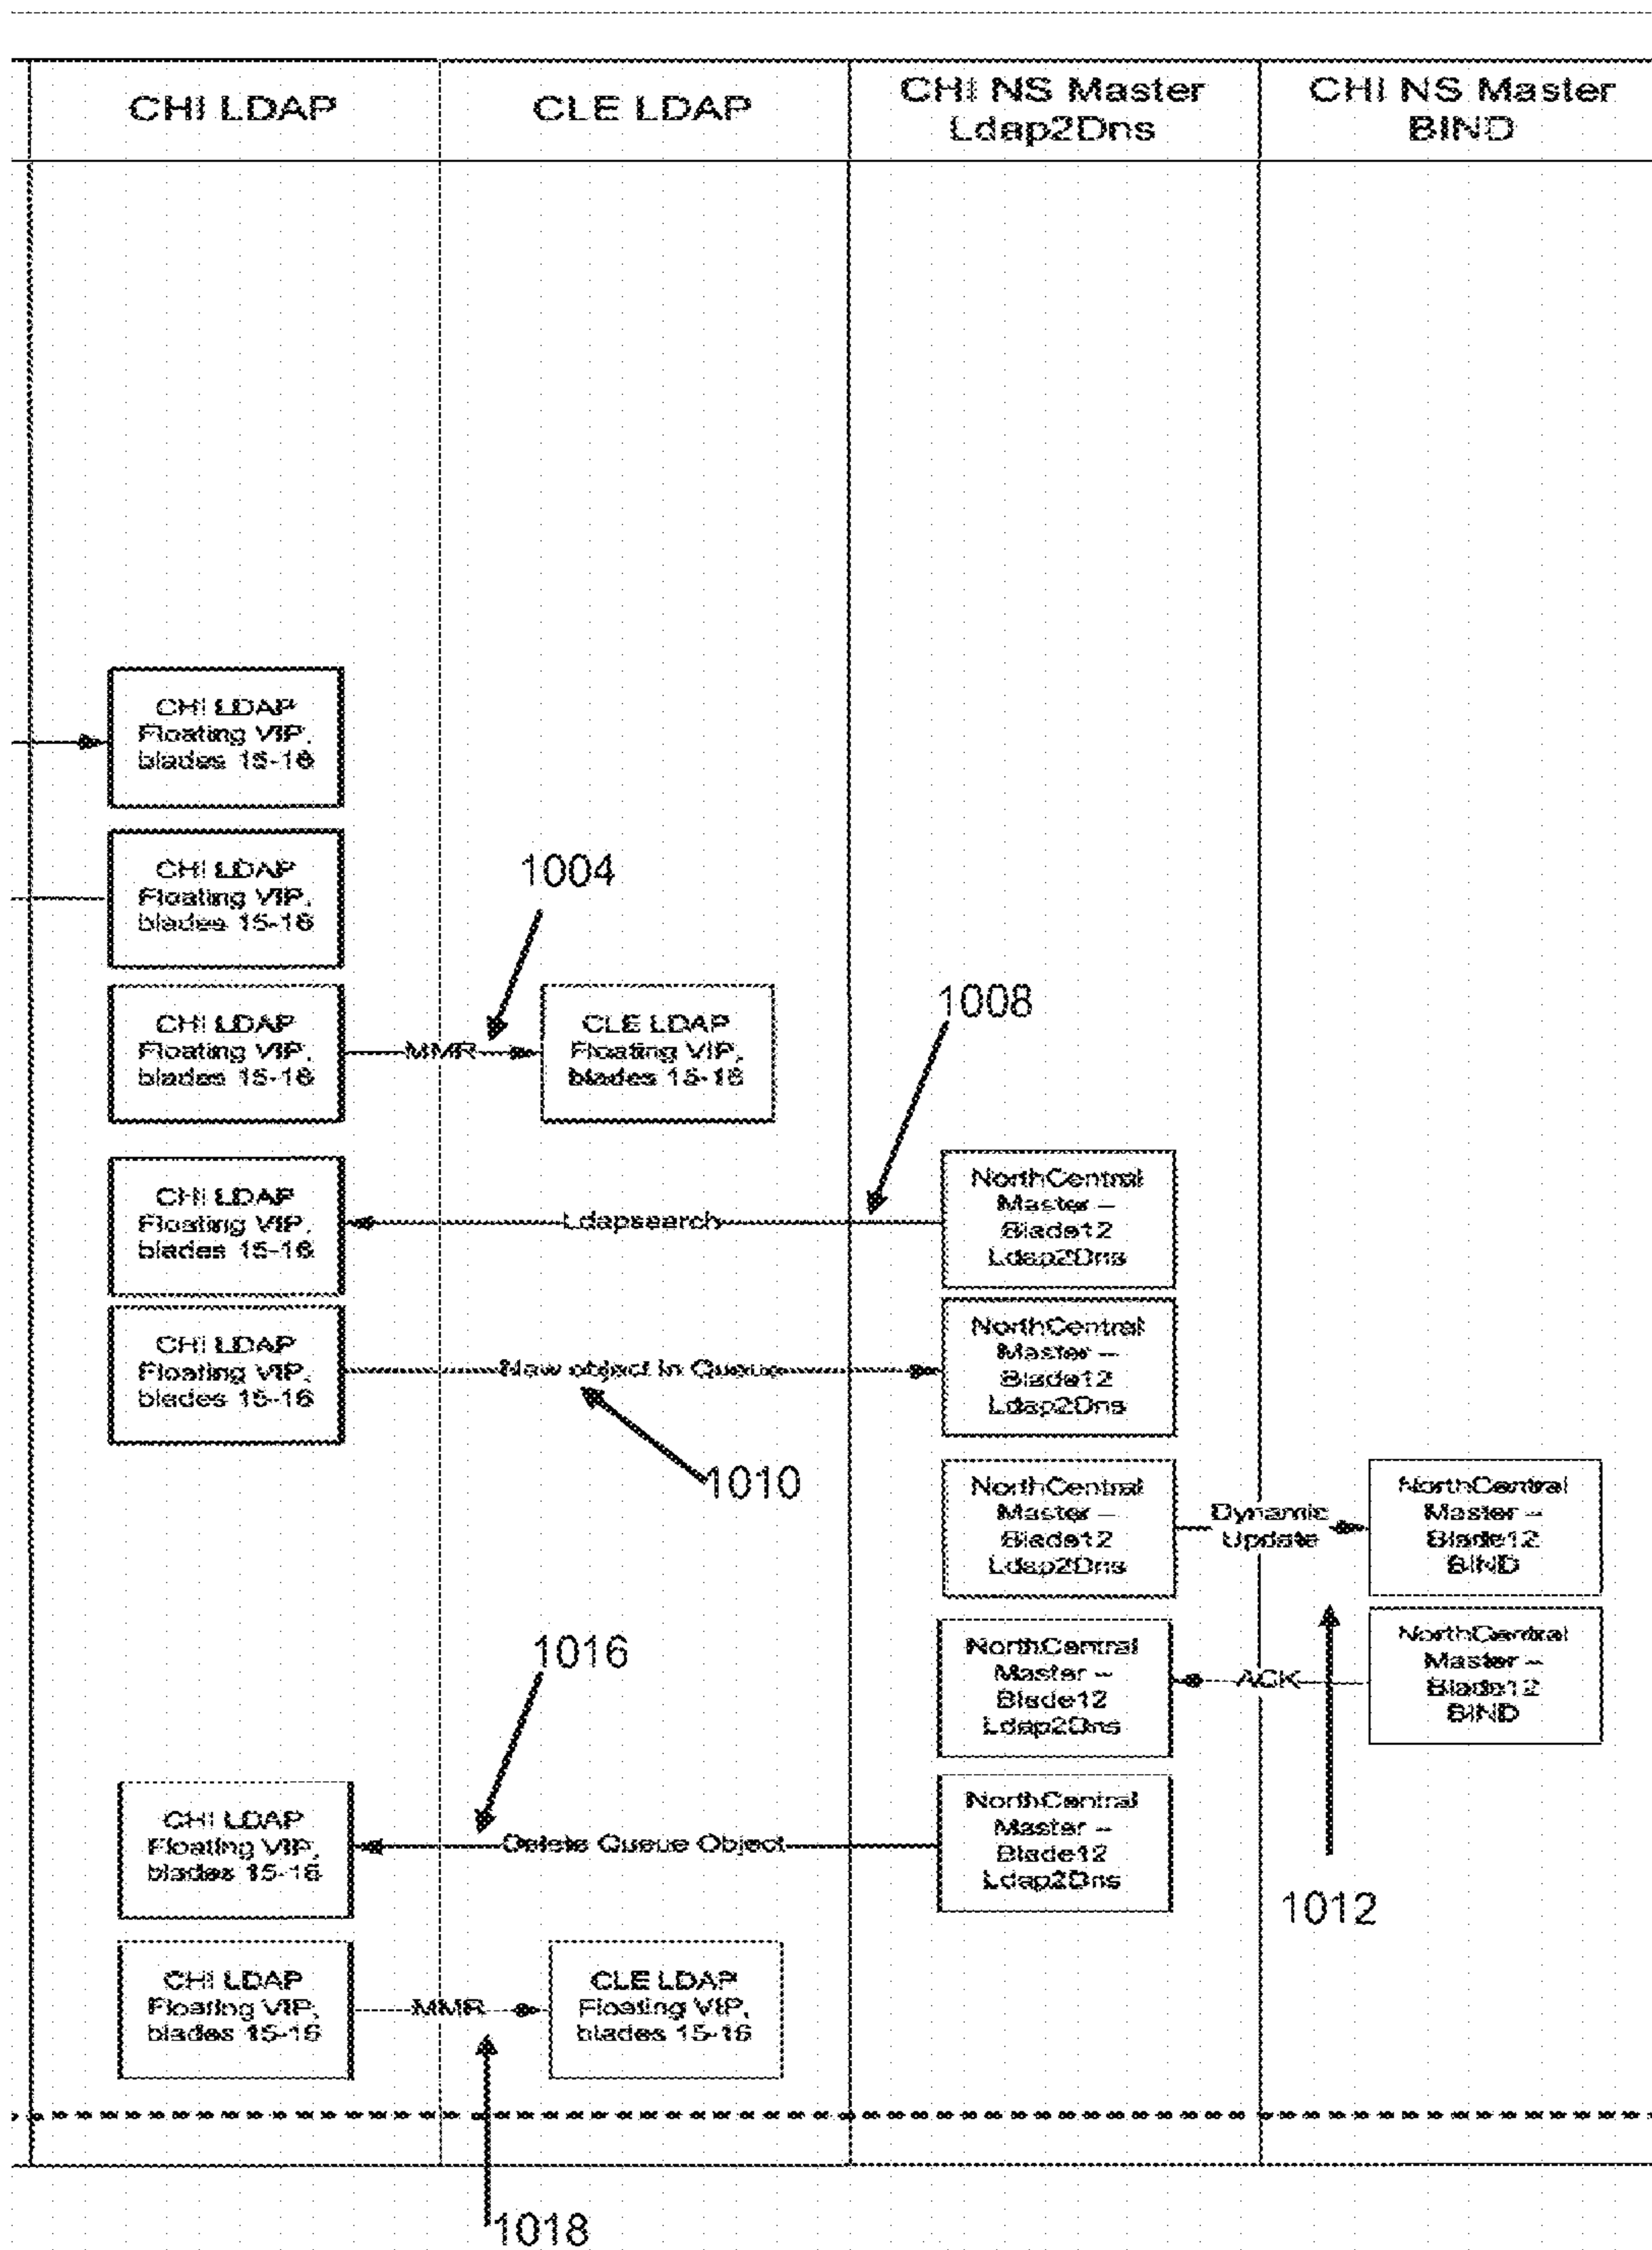 CHI LDAP
CLE LDAP
CHI NS Master
Ldap2Dns
CHI NS Master
BIND
CHI LDAP
Floating VIP,
blades 15-16
CHI LDAP
Floating VIP,
blades 15-16
1004
CHI LDAP
Floating VIP,
blades 15-16
MMR
CLE LDAP
Floating VIP,
blades 15-16
1008
CHI LDAP
Floating VIP,
blades 15-16
Ldapsearch
NorthCentral
Master –
Blade12
Ldap2Dns
CHI LDAP
Floating VIP,
blades 15-16
New object in Queue
NorthCentral
Master –
Blade12
Ldap2Dns
1010
NorthCentral
Master –
Blade12
Ldap2Dns
Dynamic
Update
NorthCentral
Master –
Blade12
BIND
1016
NorthCentral
Master –
Blade12
Ldap2Dns
ACK
NorthCentral
Master –
Blade12
BIND
CHI LDAP
Floating VIP,
blades 15-16
Delete Queue Object
NorthCentral
Master –
Blade12
Ldap2Dns
1012
CHI LDAP
Floating VIP,
blades 15-16
MMR
CLE LDAP
Floating VIP,
blades 15-16
1018